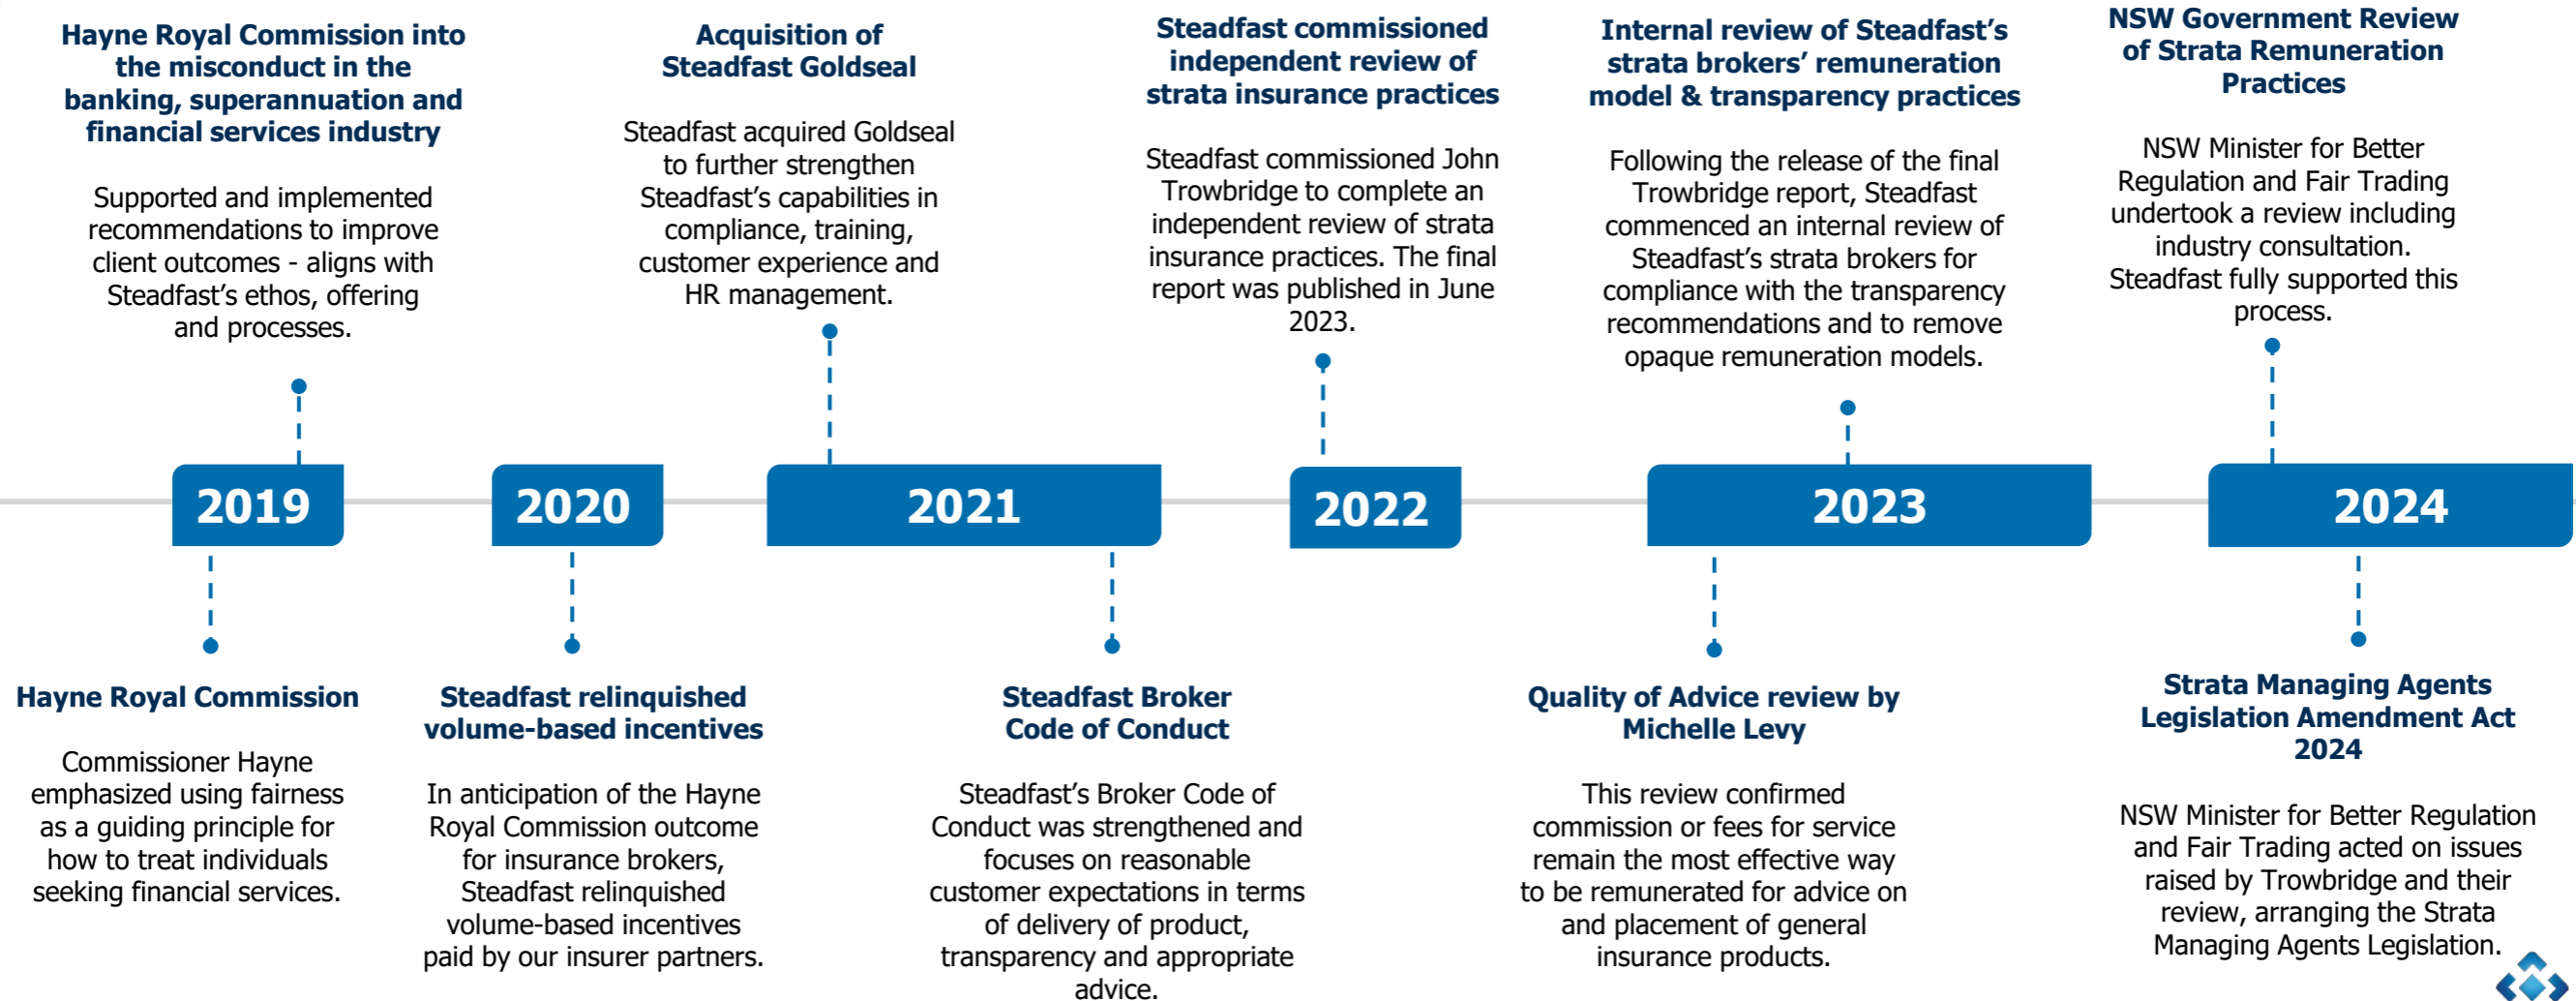 Hayne Royal Commission into
the misconduct in the
banking, superannuation and
financial services industry
Supported and implemented
recommendations to improve
client outcomes - aligns with
Steadfast's ethos, offering
and processes.
Acquisition of
Steadfast Goldseal
Steadfast acquired Goldseal
to further strengthen
Steadfast's capabilities in
compliance, training,
customer experience and
HR management.
Steadfast commissioned
independent review of
strata insurance practices
Steadfast commissioned John
Trowbridge to complete an
independent review of strata
insurance practices. The final
report was published in June
2023.
Internal review of Steadfast's
strata brokers' remuneration
model & transparency practices
Following the release of the final
Trowbridge report, Steadfast
commenced an internal review of
Steadfast's strata brokers for
compliance with the transparency
recommendations and to remove
opaque remuneration models.
NSW Government Review
of Strata Remuneration
Practices
NSW Minister for Better
Regulation and Fair Trading
undertook a review including
industry consultation.
Steadfast fully supported this
process.
2019
2020
2021
2022
2023
2024
Hayne Royal Commission
Commissioner Hayne
emphasized using fairness
as a guiding principle for
how to treat individuals
seeking financial services.
Steadfast relinquished
volume-based incentives
In anticipation of the Hayne
Royal Commission outcome
for insurance brokers,
Steadfast relinquished
volume-based incentives
paid by our insurer partners.
Steadfast Broker
Code of Conduct
Steadfast's Broker Code of
Conduct was strengthened and
focuses on reasonable
customer expectations in terms
of delivery of product,
transparency and appropriate
advice.
Quality of Advice review by
Michelle Levy
This review confirmed
commission or fees for service
remain the most effective way
to be remunerated for advice on
and placement of general
insurance products.
Strata Managing Agents
Legislation Amendment Act
2024
NSW Minister for Better Regulation
and Fair Trading acted on issues
raised by Trowbridge and their
review, arranging the Strata
Managing Agents Legislation.